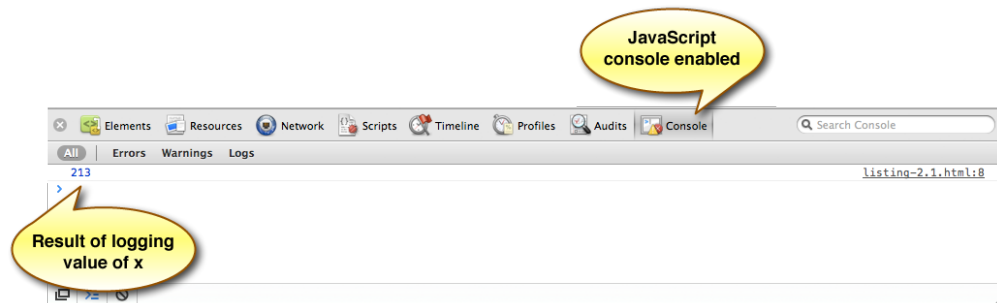 JavaScript
console enabled
Elements Resources Network Scripts Timeline Profiles Audits Console Search Console
All Errors Warnings Logs
213 listing-2.1.html:8
>
Result of logging
value of x